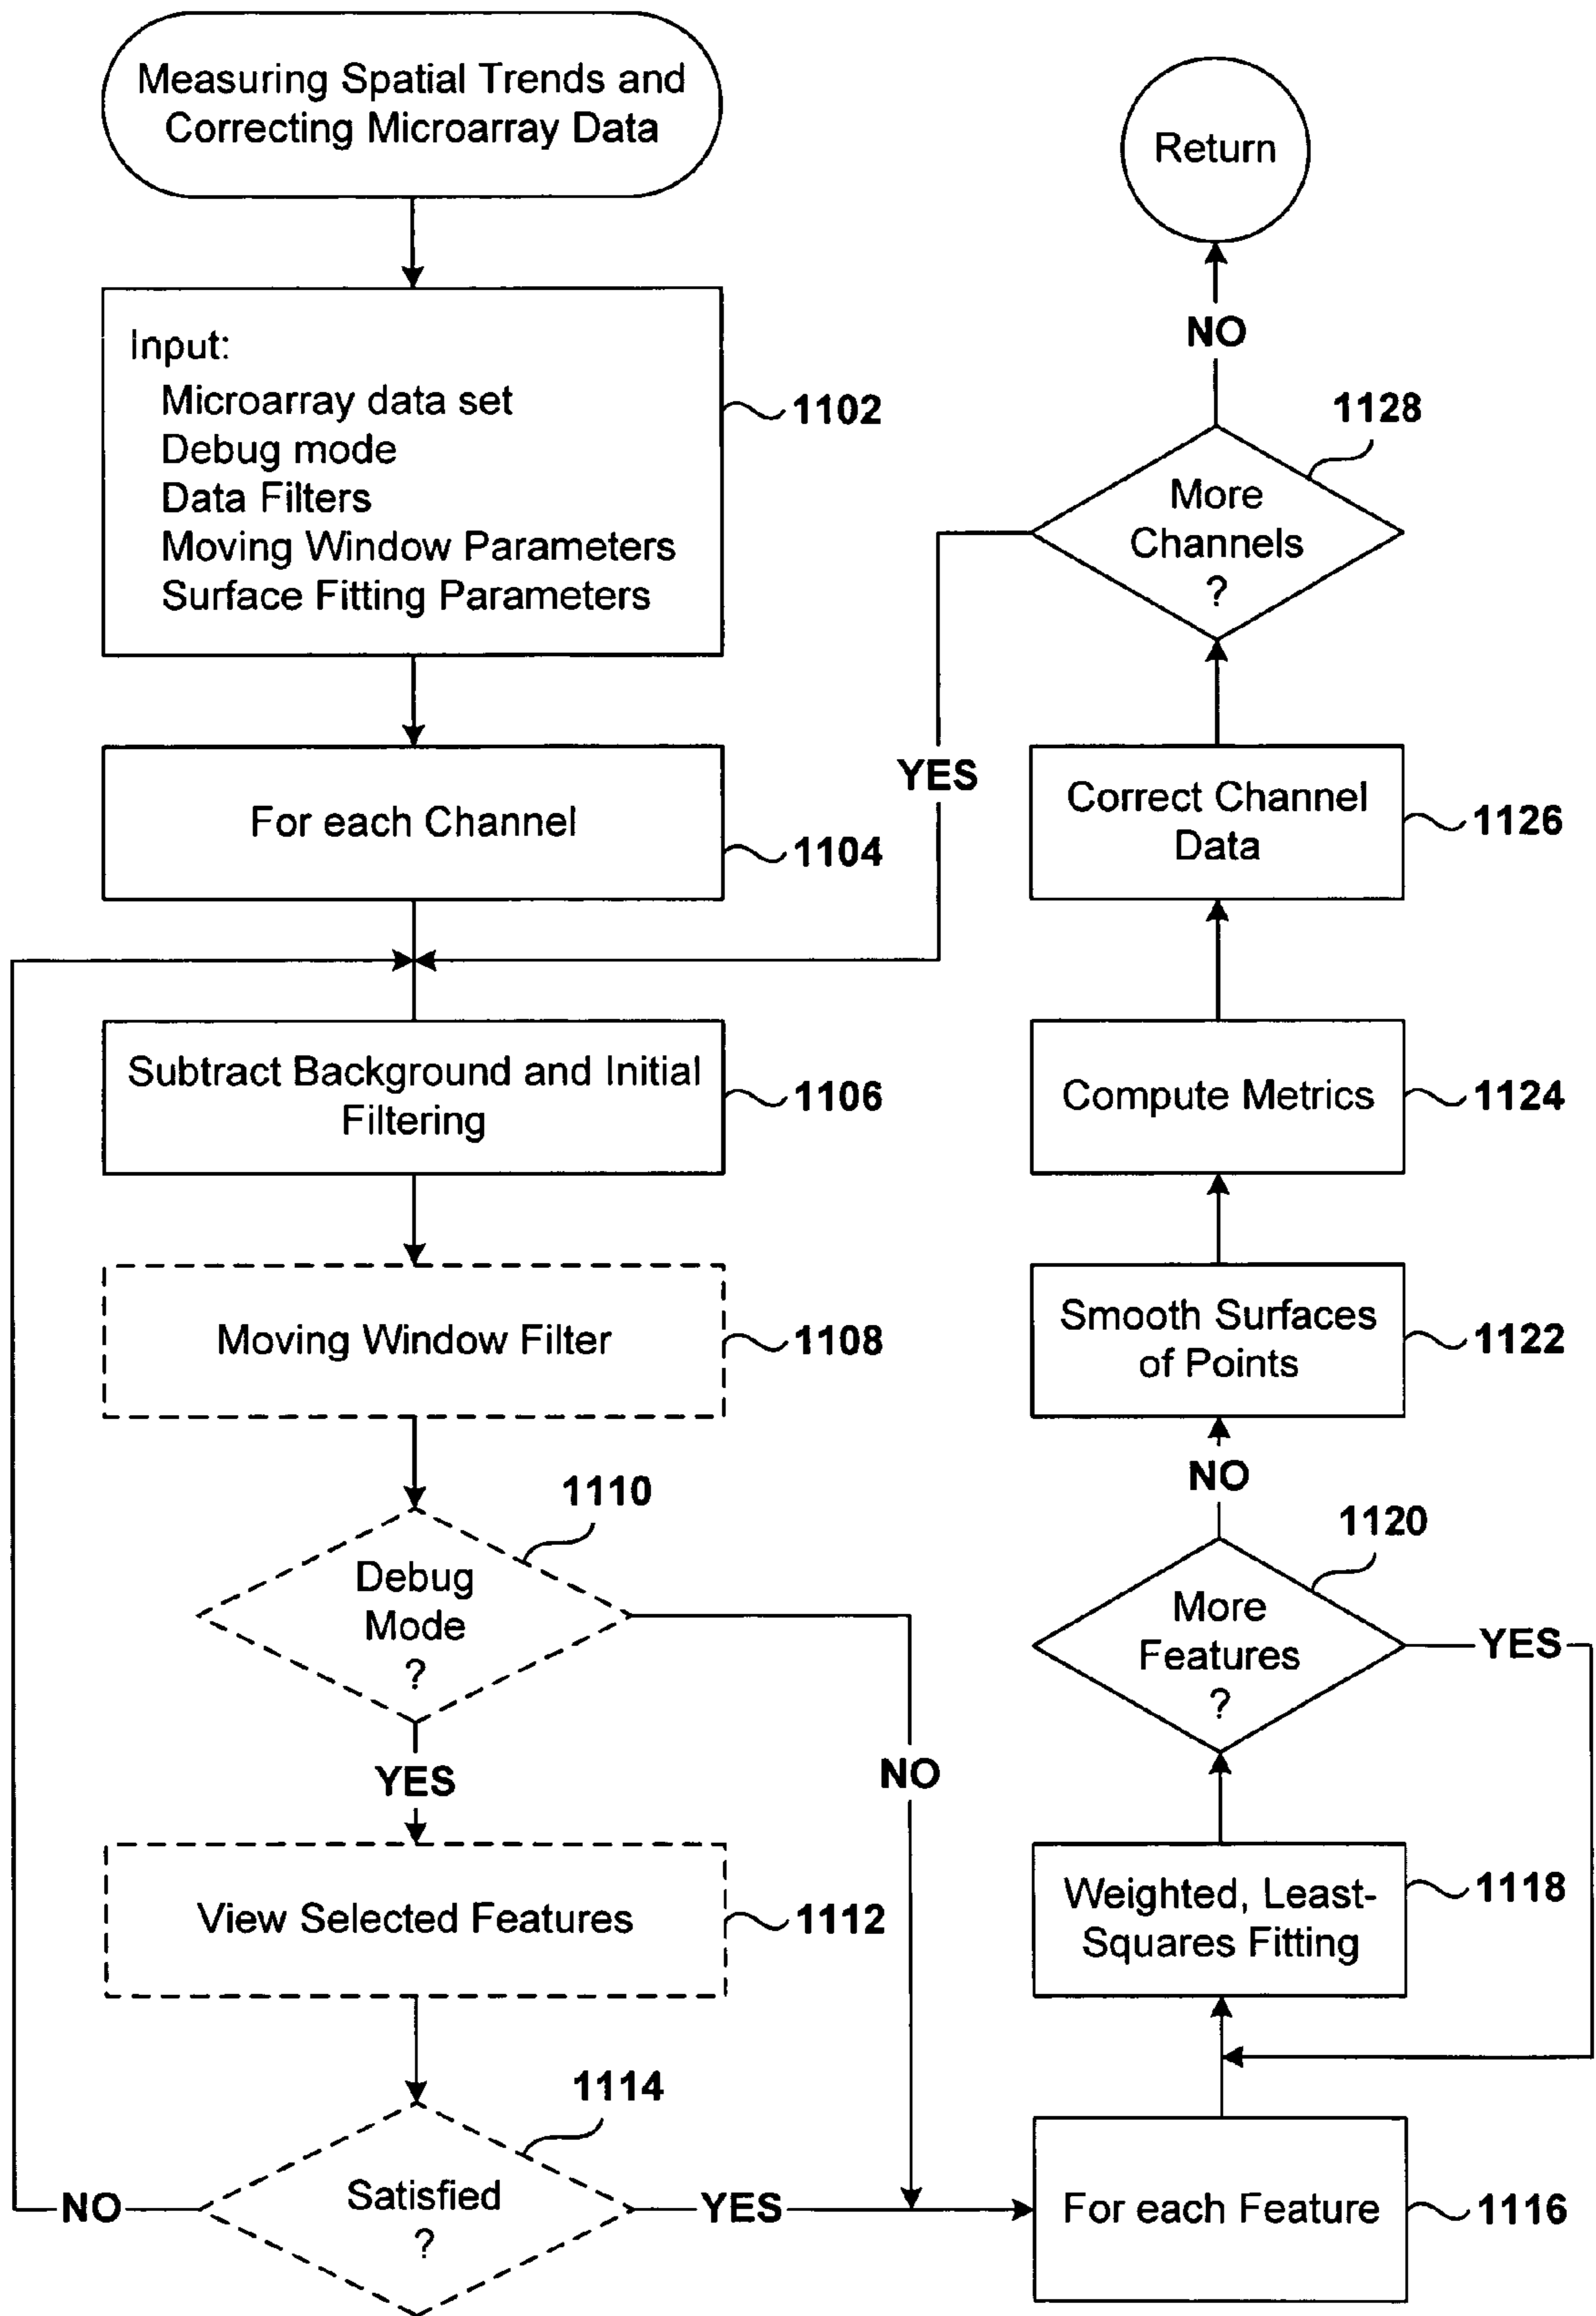 Measuring Spatial Trends and
Correcting Microarray Data
Input:
Microarray data set
Debug mode
Data Filters
Moving Window Parameters
Surface Fitting Parameters
1102
For each Channel
1104
Subtract Background and Initial
Filtering
1106
Moving Window Filter
1108
1110
Debug
Mode
?
YES
NO
View Selected Features
1112
1114
Satisfied
?
NO
YES
For each Feature
1116
Weighted, Least-
Squares Fitting
1118
1120
More
Features
?
YES
NO
Smooth Surfaces
of Points
1122
Compute Metrics
1124
Correct Channel
Data
1126
1128
More
Channels
?
YES
NO
Return